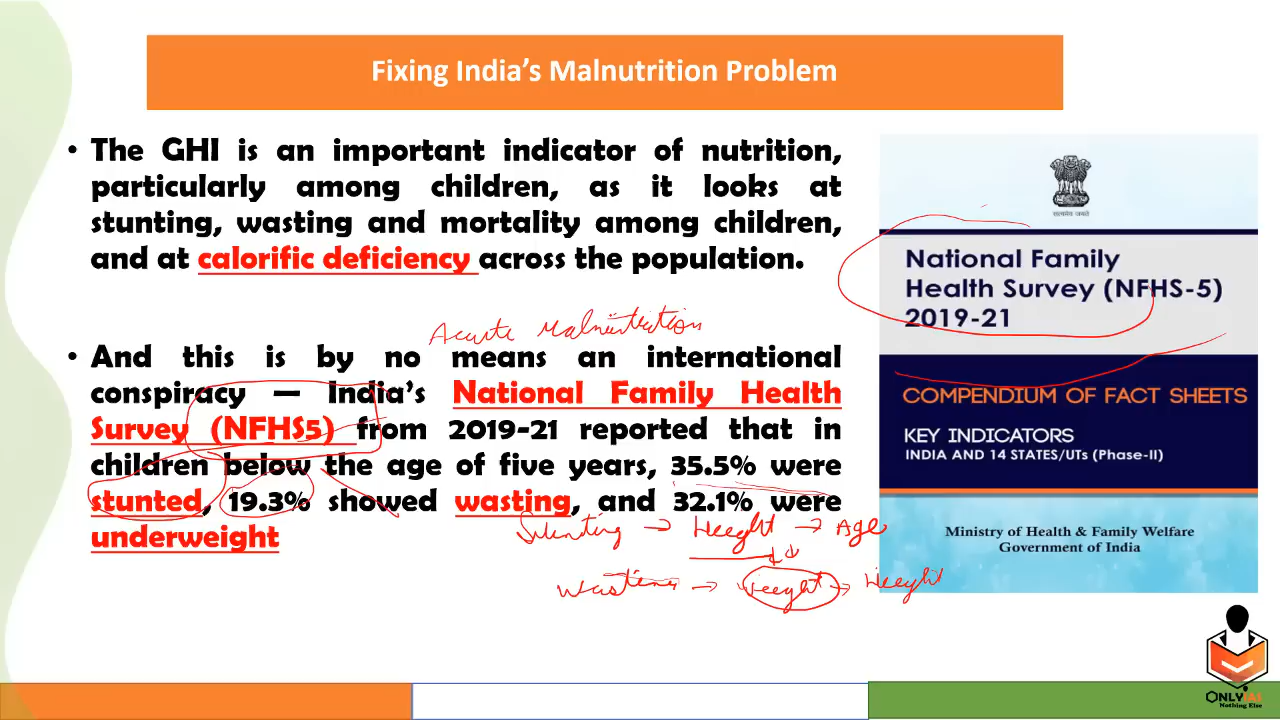 Fixing India's Malnutrition Problem
• The GHI is an important indicator of nutrition,
particularly among children, as it looks at
stunting, wasting and mortality among children,
and at calorific deficiency across the population.
Acute Malnutrition
• And this is by no means an international
conspiracy — India's National Family Health
Survey (NFHS5) from 2019-21 reported that in
children below the age of five years, 35.5% were
stunted, 19.3% showed wasting, and 32.1% were
underweight
Stunting → Height → Age
Wasting → Weight → Height
सत्यमेव जयते
National Family
Health Survey (NFHS-5)
2019-21
COMPENDIUM OF FACT SHEETS
KEY INDICATORS
INDIA AND 14 STATES/UTs (Phase-II)
Ministry of Health & Family Welfare
Government of India
ONLYIAS
Nothing Else